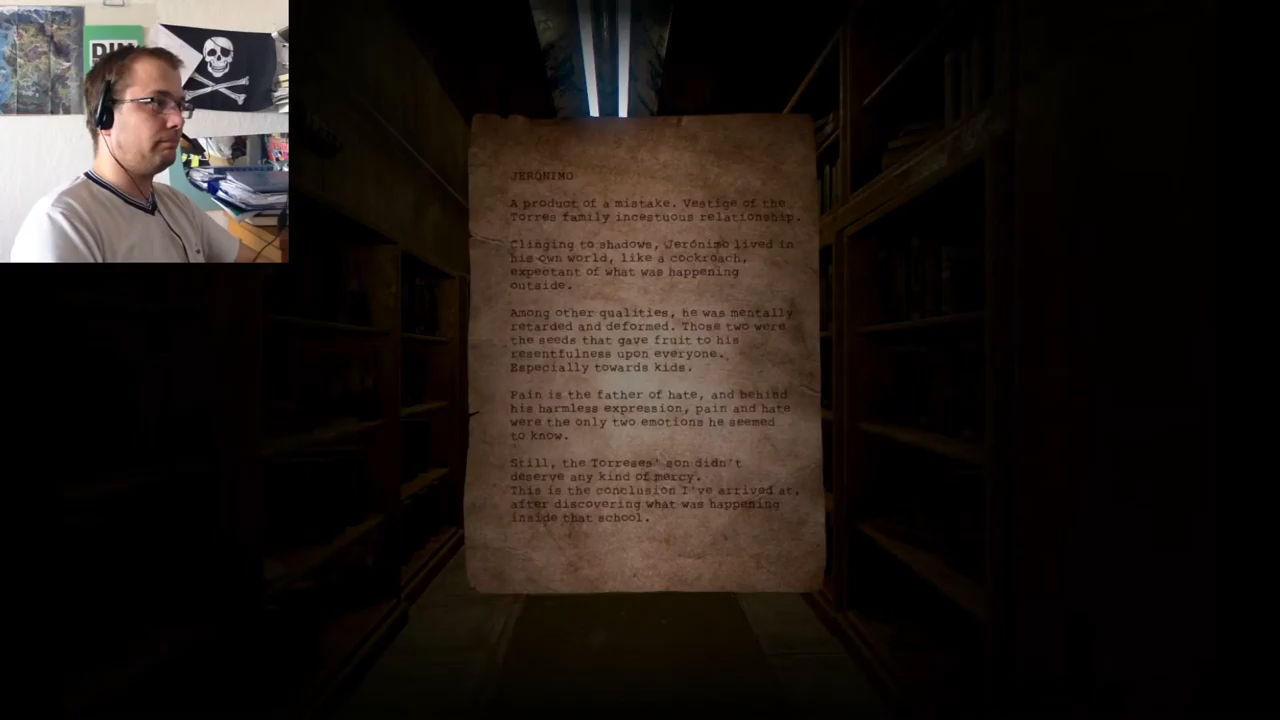 JERÓNIMO
A product of a mistake. Vestige of the
Torres family incestuous relationship.
Clinging to shadows, Jerónimo lived in
his own world, like a cockroach,
expectant of what was happening
outside.
Among other qualities, he was mentally
retarded and deformed. Those two were
the seeds that gave fruit to his
resentfulness upon everyone.
Especially towards kids.
Pain is the father of hate, and behind
his harmless expression, pain and hate
were the only two emotions he seemed
to know.
Still, the Torreses' son didn't
deserve any kind of mercy.
This is the conclusion I've arrived at,
after discovering what was happening
inside that school.